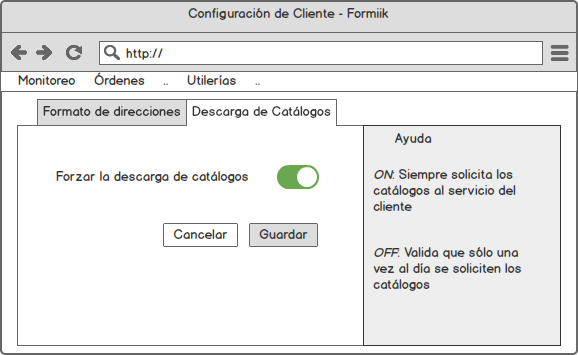 Configuración de Cliente - Formiik
http://
Monitoreo Órdenes .. Utilerías ..
Formato de direcciones Descarga de Catálogos
Ayuda
Forzar la descarga de catálogos
ON: Siempre solicita los
catálogos al servicio del
cliente
Cancelar Guardar
OFF: Valida que sólo una
vez al día se soliciten los
catálogos